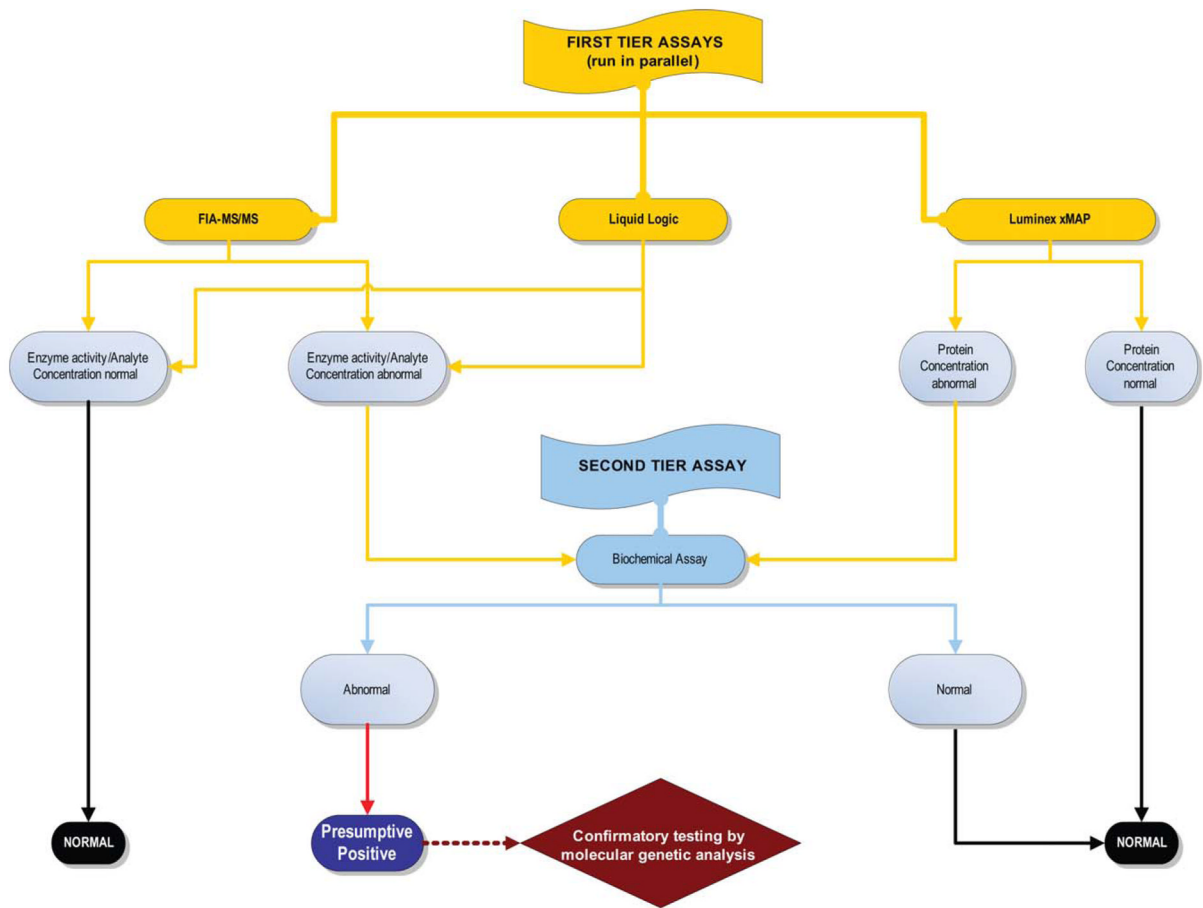 FIRST TIER ASSAYS
(run in parallel)
FIA-MS/MS
Liquid Logic
Luminex xMAP
Enzyme activity/Analyte
Concentration normal
Enzyme activity/Analyte
Concentration abnormal
Protein
Concentration
abnormal
Protein
Concentration
normal
SECOND TIER ASSAY
Biochemical Assay
Abnormal
Normal
NORMAL
Presumptive
Positive
Confirmatory testing by
molecular genetic analysis
NORMAL